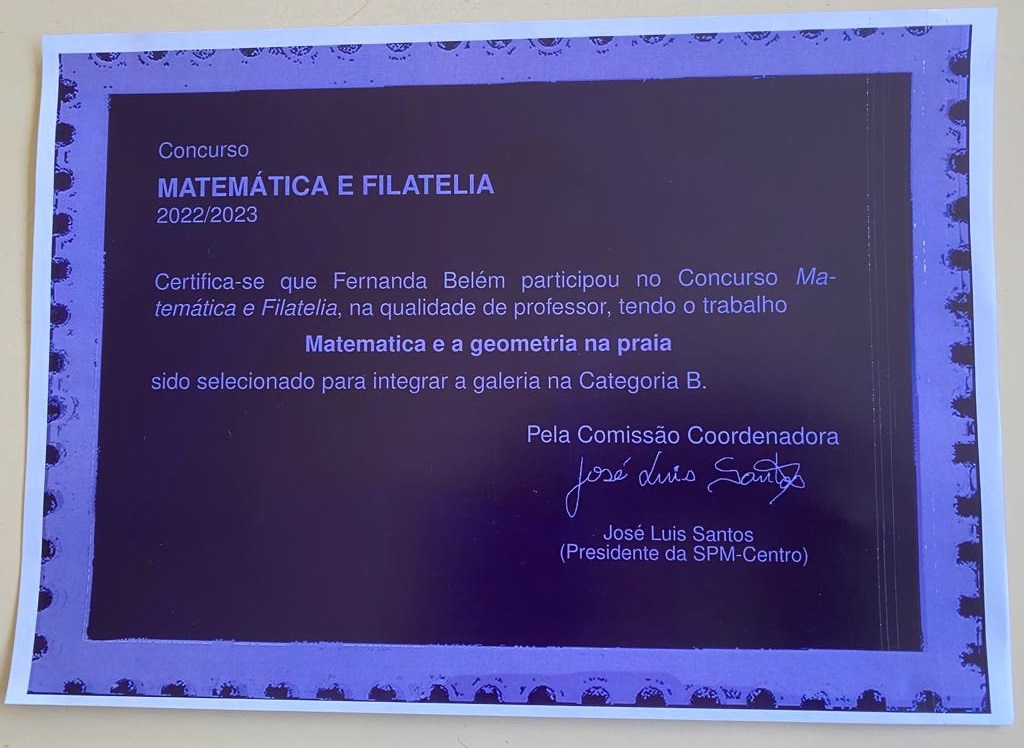 Concurso
MATEMÁTICA E FILATELIA
2022/2023
Certifica-se que Fernanda Belém participou no Concurso Ma-
temática e Filatelia, na qualidade de professor, tendo o trabalho
Matematica e a geometria na praia
sido selecionado para integrar a galeria na Categoria B.
Pela Comissão Coordenadora
José Luis Santos
José Luis Santos
(Presidente da SPM-Centro)